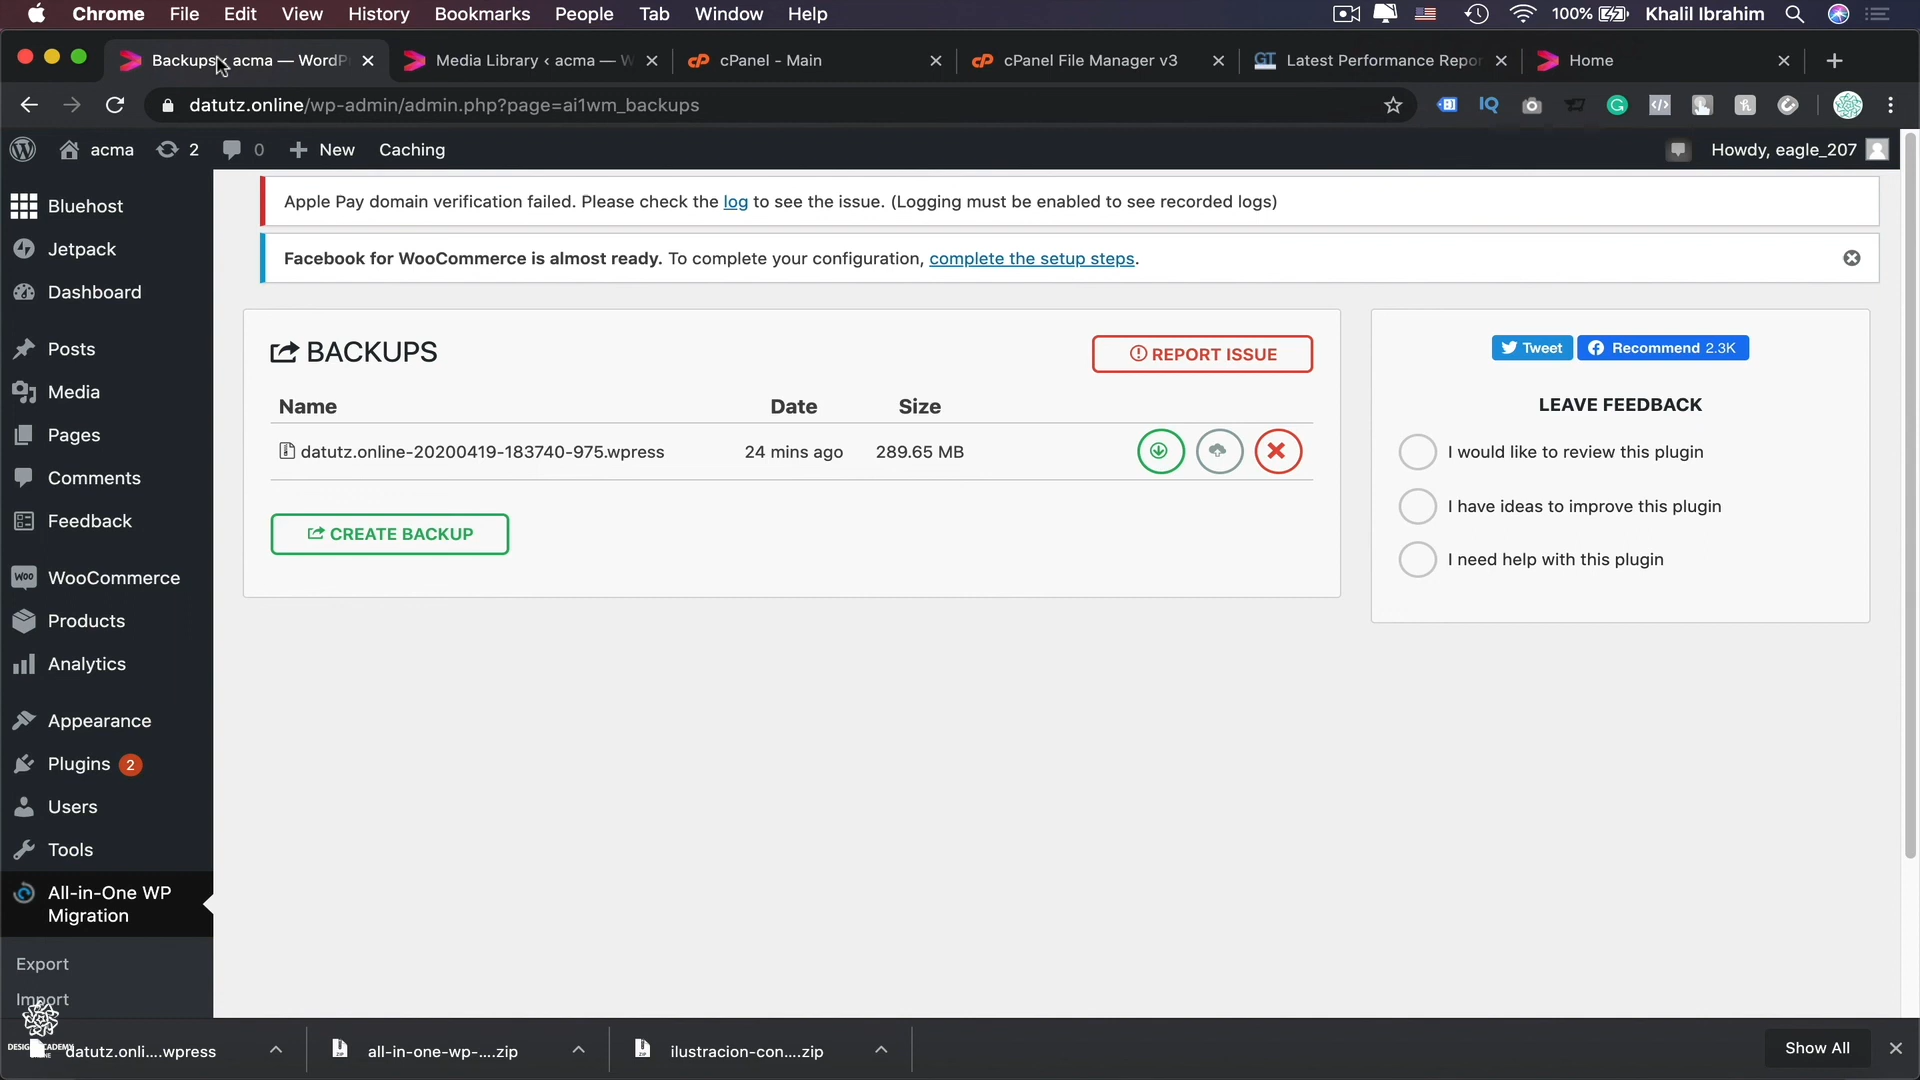 Chrome File Edit View History Bookmarks People Tab Window Help 100% Khalil Ibrahim
Backups acma — WordP Media Library ‹ acma — W cPanel - Main cPanel File Manager v3 GT Latest Performance Repo Home
datutz.online/wp-admin/admin.php?page=ai1wm_backups
acma 2 0 New Caching Howdy, eagle_207
Bluehost
Jetpack
Dashboard
Posts
Media
Pages
Comments
Feedback
WooCommerce
Products
Analytics
Appearance
Plugins 2
Users
Tools
All-in-One WP
Migration
Export
Import
Apple Pay domain verification failed. Please check the log to see the issue. (Logging must be enabled to see recorded logs)
Facebook for WooCommerce is almost ready. To complete your configuration, complete the setup steps.
BACKUPS
REPORT ISSUE
Name Date Size
datutz.online-20200419-183740-975.wpress 24 mins ago 289.65 MB
CREATE BACKUP
Tweet Recommend 2.3K
LEAVE FEEDBACK
I would like to review this plugin
I have ideas to improve this plugin
I need help with this plugin
datutz.onli....wpress all-in-one-wp-....zip ilustracion-con....zip Show All